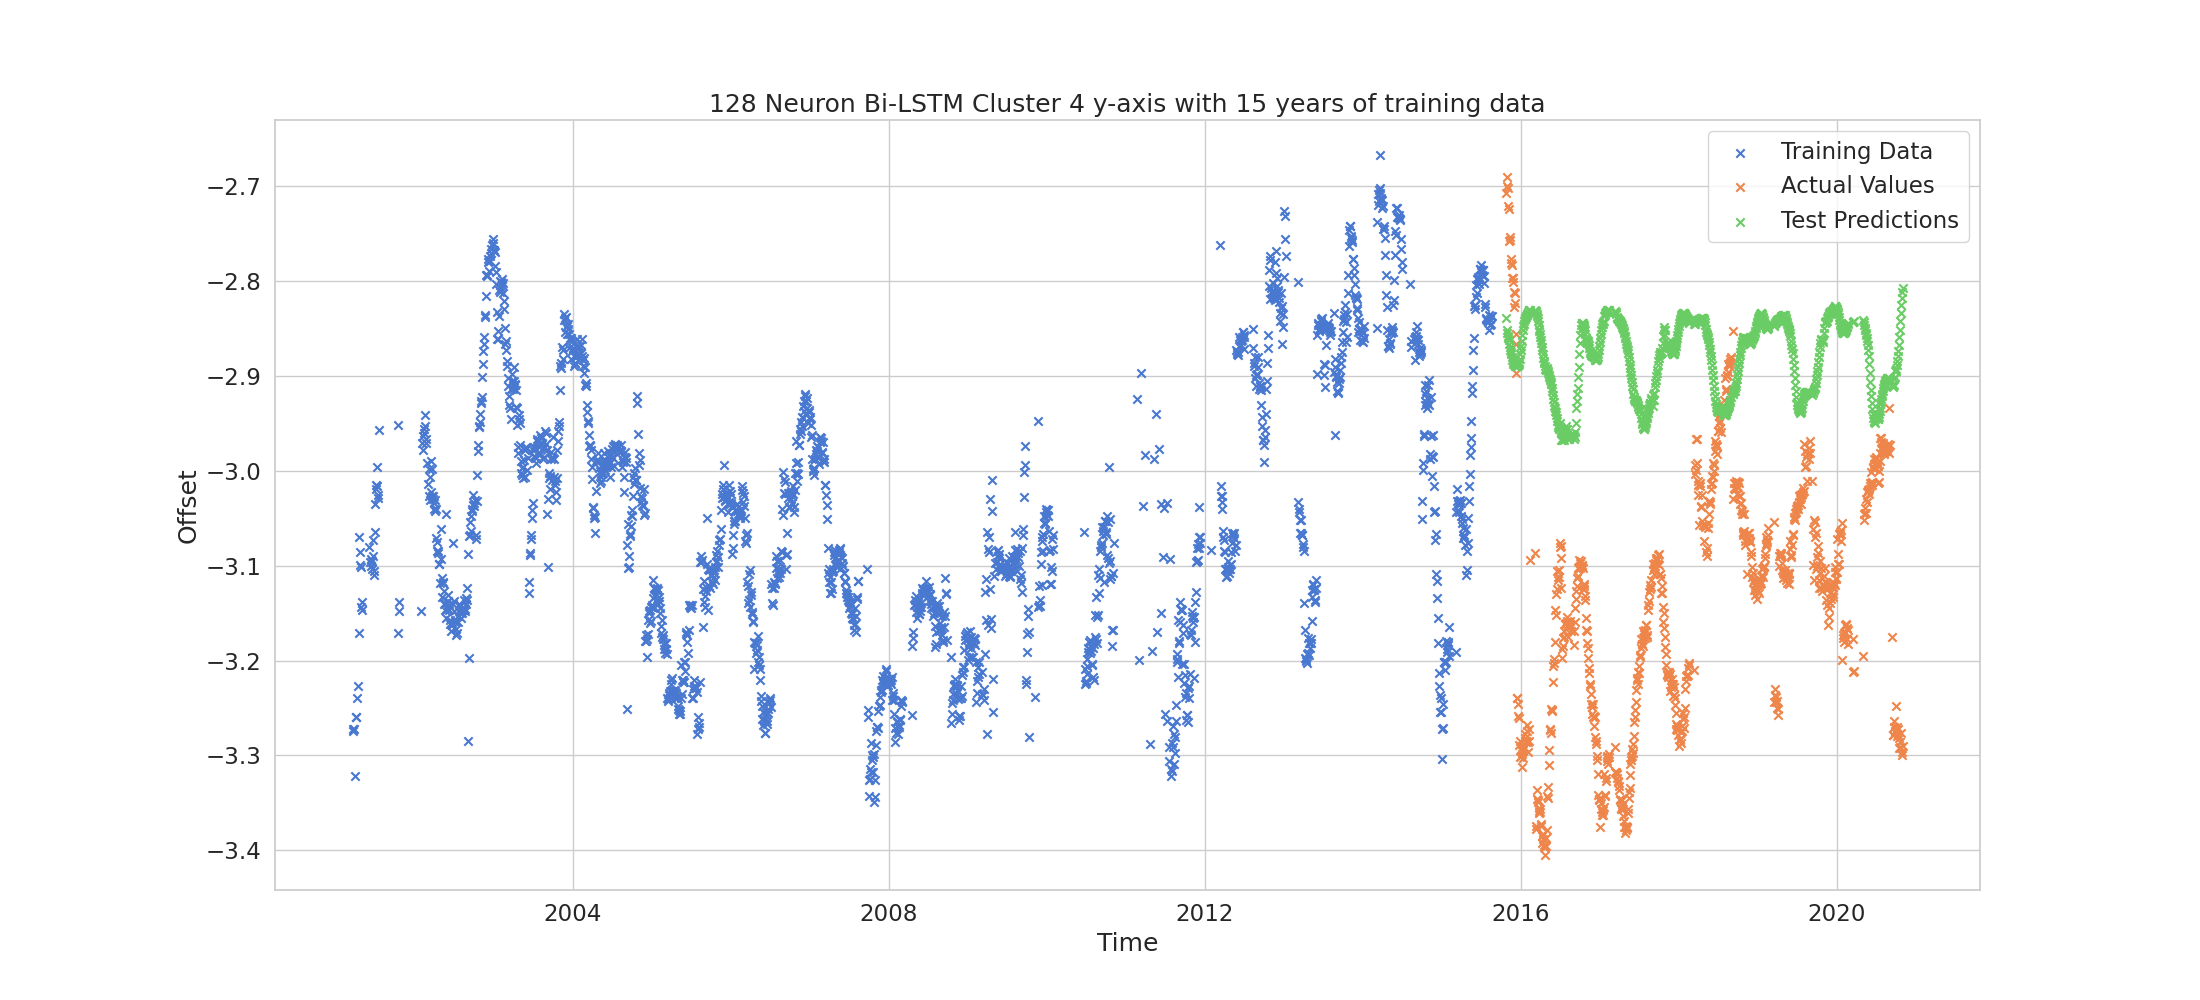 128 Neuron Bi-LSTM Cluster 4 y-axis with 15 years of training data
Training Data
Actual Values
Test Predictions
−2.7
−2.8
−2.9
−3.0
−3.1
−3.2
−3.3
−3.4
Offset
2004
2008
2012
2016
2020
Time